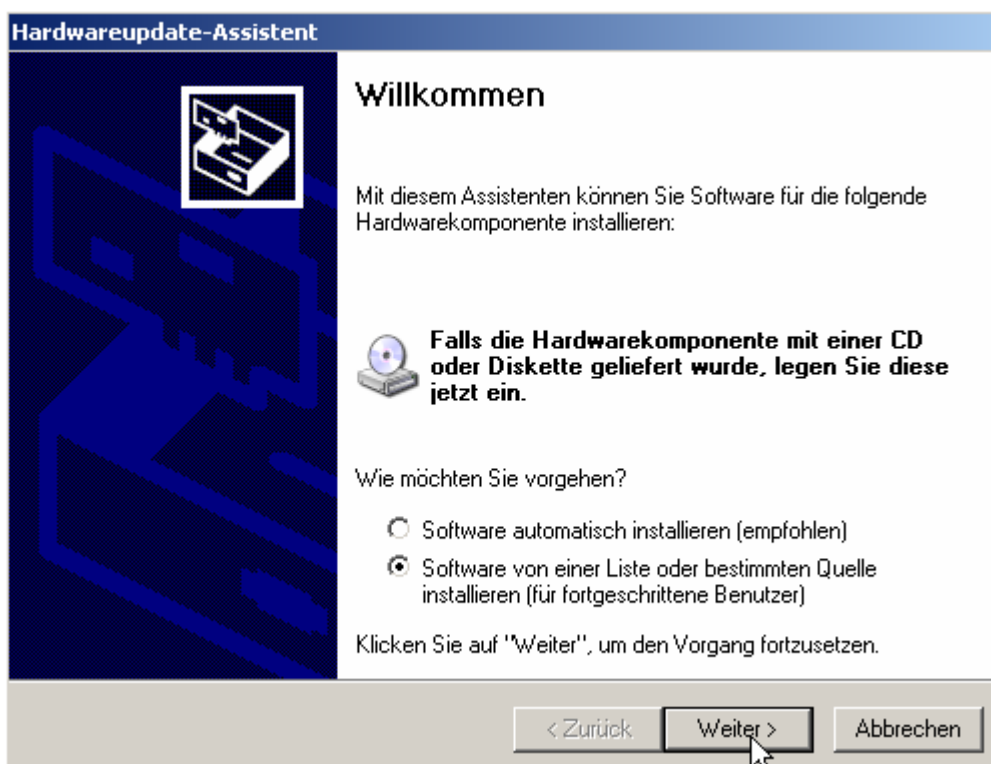 Hardwareupdate-Assistent
Willkommen
Mit diesem Assistenten können Sie Software für die folgende
Hardwarekomponente installieren:
Falls die Hardwarekomponente mit einer CD
oder Diskette geliefert wurde, legen Sie diese
jetzt ein.
Wie möchten Sie vorgehen?
Software automatisch installieren (empfohlen)
Software von einer Liste oder bestimmten Quelle
installieren (für fortgeschrittene Benutzer)
Klicken Sie auf "Weiter", um den Vorgang fortzusetzen.
< Zurück Weiter > Abbrechen